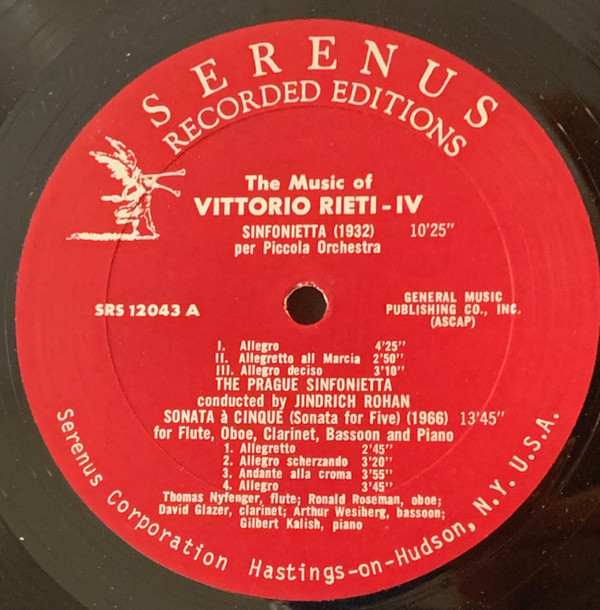 SERENUS
RECORDED EDITIONS
The Music of
VITTORIO RIETI - IV
SINFONIETTA (1932) 10'25"
per Piccola Orchestra
SRS 12043 A
GENERAL MUSIC
PUBLISHING CO., INC.
(ASCAP)
I. Allegro 4'25"
II. Allegretto all Marcia 2'50"
III. Allegro deciso 3'10"
THE PRAGUE SINFONIETTA
conducted by JINDRICH ROHAN
SONATA à CINQUE (Sonata for Five) (1966) 13'45"
for Flute, Oboe, Clarinet, Bassoon and Piano
1. Allegretto 2'45"
2. Allegro scherzando 3'20"
3. Andante alla croma 3'55"
4. Allegro 3'45"
Thomas Nyfenger, flute; Ronald Roseman, oboe;
David Glazer, clarinet; Arthur Wesiberg, bassoon;
Gilbert Kalish, piano
Serenus Corporation Hastings-on-Hudson, N.Y. U.S.A.